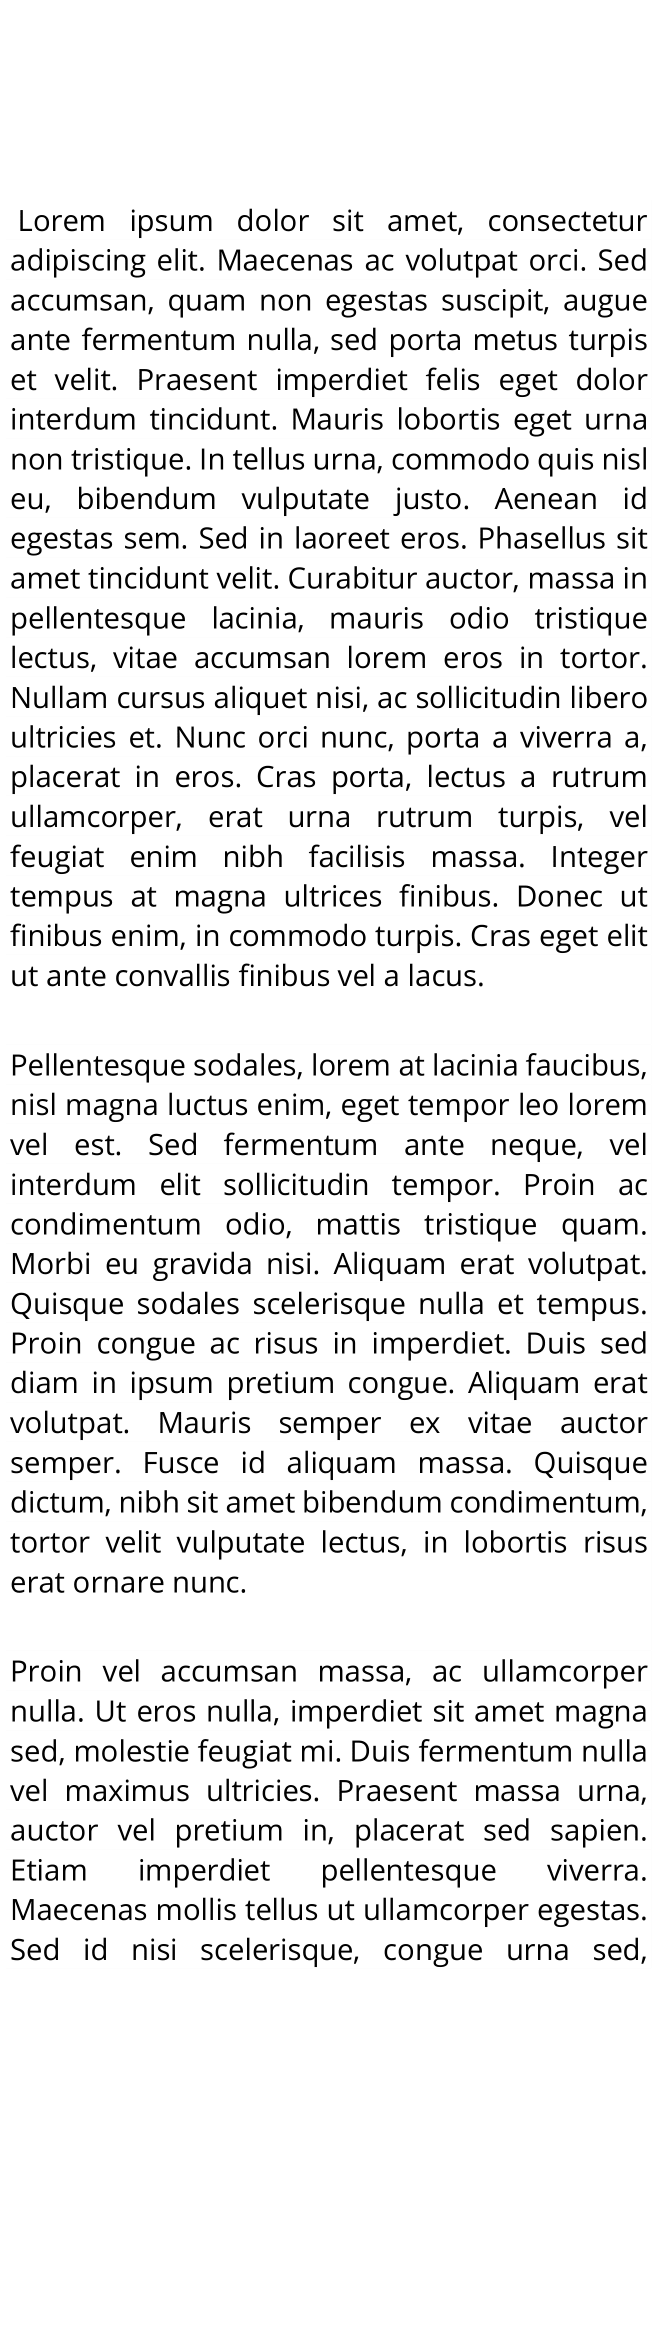 Lorem ipsum dolor sit amet, consectetur
adipiscing elit. Maecenas ac volutpat orci. Sed
accumsan, quam non egestas suscipit, augue
ante fermentum nulla, sed porta metus turpis
et velit. Praesent imperdiet felis eget dolor
interdum tincidunt. Mauris lobortis eget urna
non tristique. In tellus urna, commodo quis nisl
eu, bibendum vulputate justo. Aenean id
egestas sem. Sed in laoreet eros. Phasellus sit
amet tincidunt velit. Curabitur auctor, massa in
pellentesque lacinia, mauris odio tristique
lectus, vitae accumsan lorem eros in tortor.
Nullam cursus aliquet nisi, ac sollicitudin libero
ultricies et. Nunc orci nunc, porta a viverra a,
placerat in eros. Cras porta, lectus a rutrum
ullamcorper, erat urna rutrum turpis, vel
feugiat enim nibh facilisis massa. Integer
tempus at magna ultrices finibus. Donec ut
finibus enim, in commodo turpis. Cras eget elit
ut ante convallis finibus vel a lacus.
Pellentesque sodales, lorem at lacinia faucibus,
nisl magna luctus enim, eget tempor leo lorem
vel est. Sed fermentum ante neque, vel
interdum elit sollicitudin tempor. Proin ac
condimentum odio, mattis tristique quam.
Morbi eu gravida nisi. Aliquam erat volutpat.
Quisque sodales scelerisque nulla et tempus.
Proin congue ac risus in imperdiet. Duis sed
diam in ipsum pretium congue. Aliquam erat
volutpat. Mauris semper ex vitae auctor
semper. Fusce id aliquam massa. Quisque
dictum, nibh sit amet bibendum condimentum,
tortor velit vulputate lectus, in lobortis risus
erat ornare nunc.
Proin vel accumsan massa, ac ullamcorper
nulla. Ut eros nulla, imperdiet sit amet magna
sed, molestie feugiat mi. Duis fermentum nulla
vel maximus ultricies. Praesent massa urna,
auctor vel pretium in, placerat sed sapien.
Etiam imperdiet pellentesque viverra.
Maecenas mollis tellus ut ullamcorper egestas.
Sed id nisi scelerisque, congue urna sed,